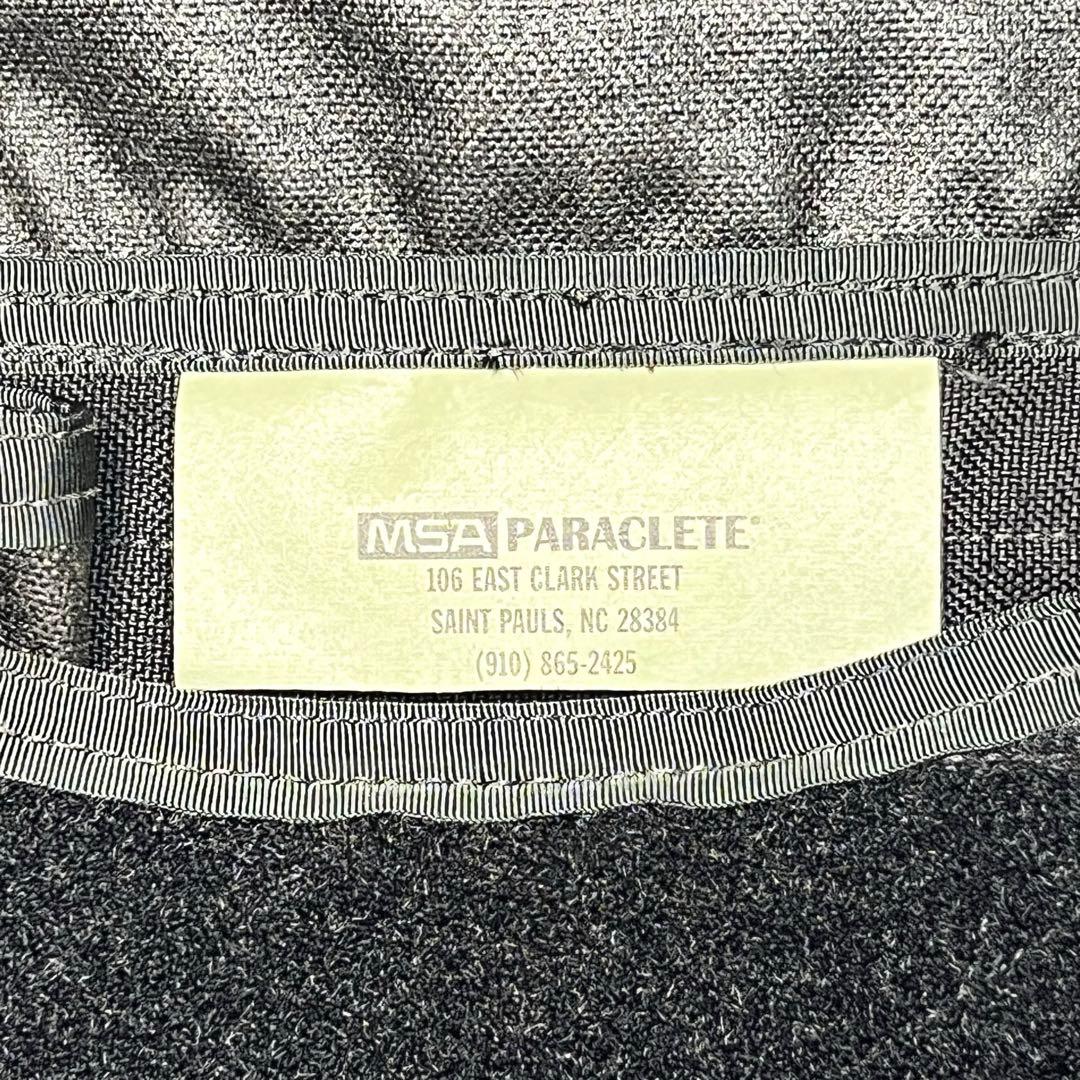 MSA PARACLETE®
106 EAST CLARK STREET
SAINT PAULS, NC 28384
(910) 865-2425